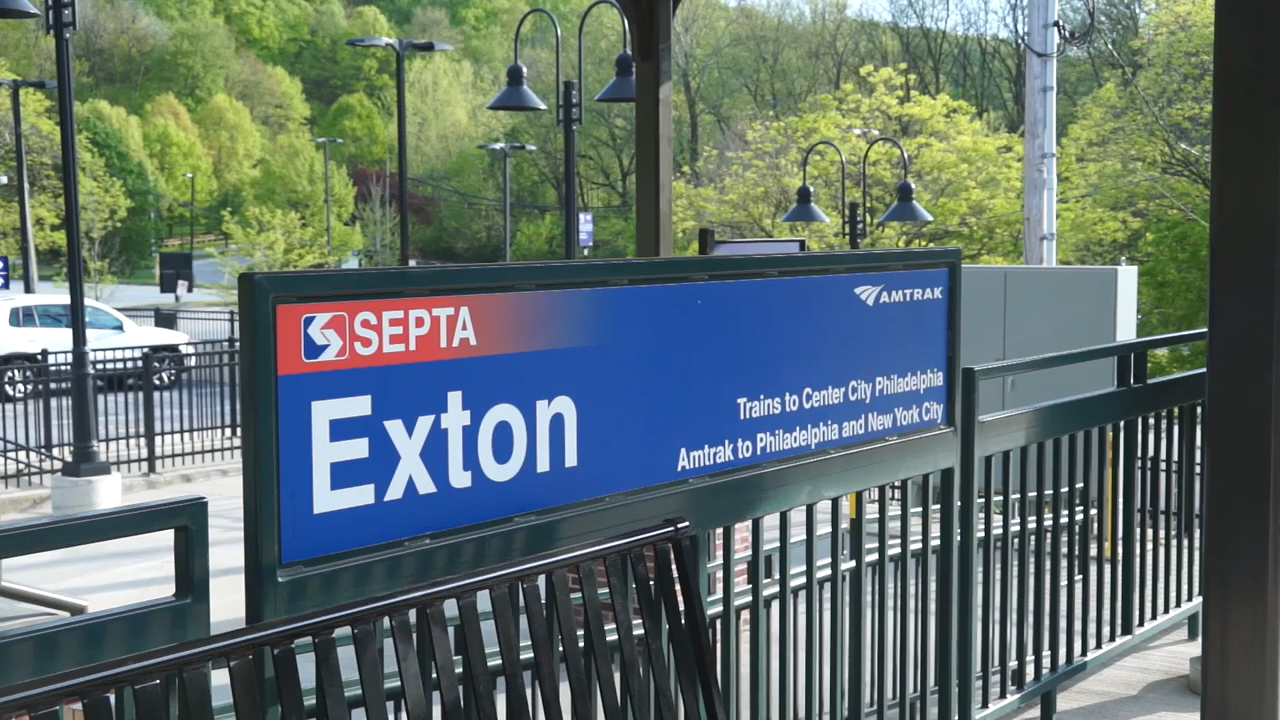 SEPTA
AMTRAK
Exton
Trains to Center City Philadelphia
Amtrak to Philadelphia and New York City